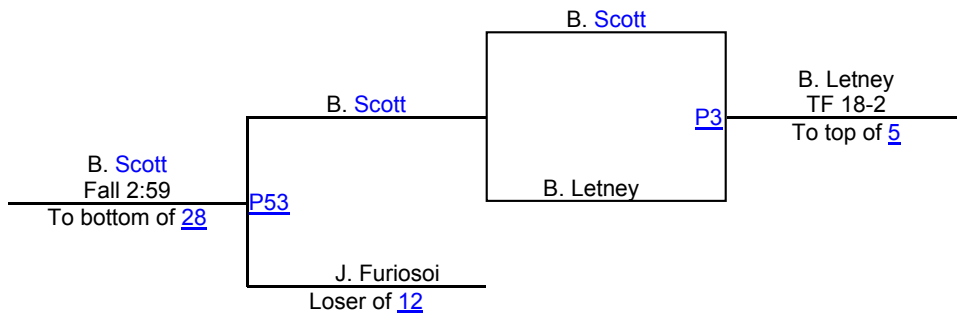 B. Scott
B. Letney
TF 18-2
B. Scott
P3
To top of 5
B. Scott
Fall 2:59
B. Letney
P53
To bottom of 28
J. Furiosoi
Loser of 12